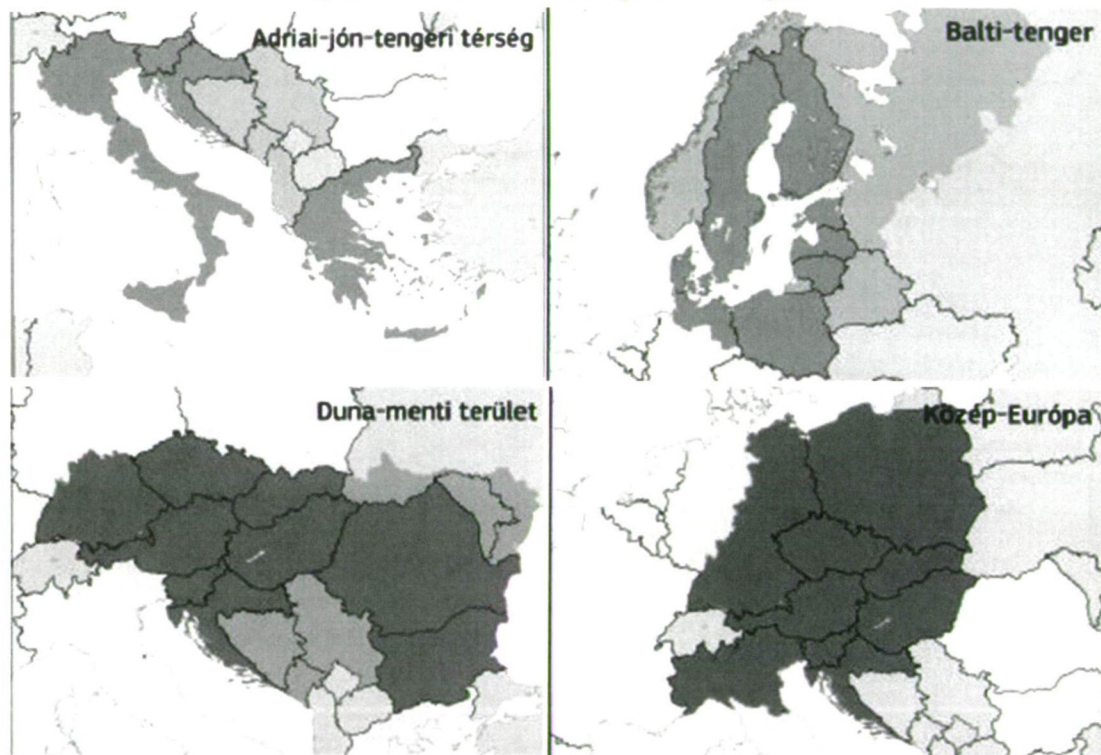 Adriai-jón-tengeri térség
Balti-tenger
Duna-menti terület
Közép-Európa